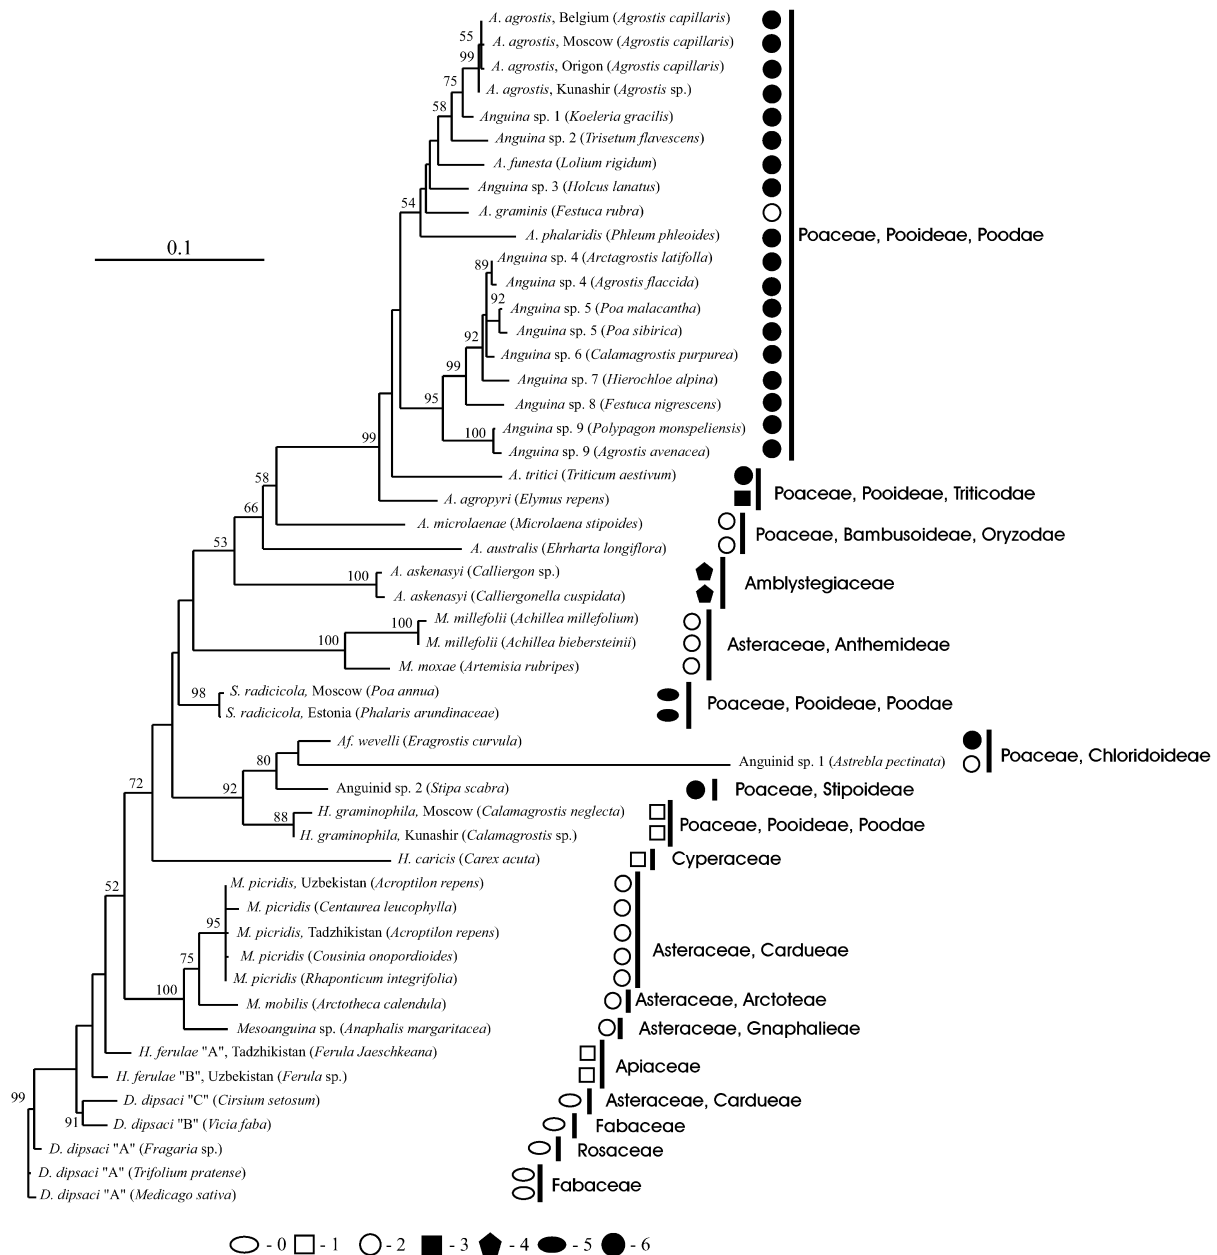 A. agrostis, Belgium (Agrostis capillaris)
55
A. agrostis, Moscow (Agrostis capillaris)
99
A. agrostis, Origon (Agrostis capillaris)
75
A. agrostis, Kunashir (Agrostis sp.)
58
Anguina sp. 1 (Koeleria gracilis)
Anguina sp. 2 (Trisetum flavescens)
A. funesta (Lolium rigidum)
Anguina sp. 3 (Holcus lanatus)
54
A. graminis (Festuca rubra)
A. phalaridis (Phleum phleoides)
Poaceae, Pooideae, Poodae
0.1
Anguina sp. 4 (Arctagrostis latifolla)
89
Anguina sp. 4 (Agrostis flaccida)
92
Anguina sp. 5 (Poa malacantha)
Anguina sp. 5 (Poa sibirica)
92
Anguina sp. 6 (Calamagrostis purpurea)
99
Anguina sp. 7 (Hierochloe alpina)
95
Anguina sp. 8 (Festuca nigrescens)
Anguina sp. 9 (Polypagon monspeliensis)
99
100
Anguina sp. 9 (Agrostis avenacea)
A. tritici (Triticum aestivum)
58
Poaceae, Pooideae, Triticodae
A. agropyri (Elymus repens)
66
A. microlaenae (Microlaena stipoides)
Poaceae, Bambusoideae, Oryzodae
53
A. australis (Ehrharta longiflora)
A. askenasyi (Calliergon sp.)
100
Amblystegiaceae
A. askenasyi (Calliergonella cuspidata)
M. millefolii (Achillea millefolium)
100
100
M. millefolii (Achillea biebersteinii)
Asteraceae, Anthemideae
M. moxae (Artemisia rubripes)
98
S. radicicola, Moscow (Poa annua)
Poaceae, Pooideae, Poodae
S. radicicola, Estonia (Phalaris arundinaceae)
Af. wevelli (Eragrostis curvula)
Poaceae, Chloridoideae
80
Anguinid sp. 1 (Astrebla pectinata)
72
92
Anguinid sp. 2 (Stipa scabra)
Poaceae, Stipoideae
H. graminophila, Moscow (Calamagrostis neglecta)
88
Poaceae, Pooideae, Poodae
H. graminophila, Kunashir (Calamagrostis sp.)
H. caricis (Carex acuta)
Cyperaceae
52
M. picridis, Uzbekistan (Acroptilon repens)
M. picridis (Centaurea leucophylla)
95
M. picridis, Tadzhikistan (Acroptilon repens)
Asteraceae, Cardueae
75
M. picridis (Cousinia onopordioides)
M. picridis (Rhaponticum integrifolia)
100
M. mobilis (Arctotheca calendula)
Asteraceae, Arctoteae
Mesoanguina sp. (Anaphalis margaritacea)
Asteraceae, Gnaphalieae
H. ferulae "A", Tadzhikistan (Ferula Jaeschkeana)
Apiaceae
H. ferulae "B", Uzbekistan (Ferula sp.)
99
D. dipsaci "C" (Cirsium setosum)
Asteraceae, Cardueae
91
D. dipsaci "B" (Vicia faba)
Fabaceae
D. dipsaci "A" (Fragaria sp.)
Rosaceae
D. dipsaci "A" (Trifolium pratense)
Fabaceae
D. dipsaci "A" (Medicago sativa)
- 0 - 1 - 2 - 3 - 4 - 5 - 6